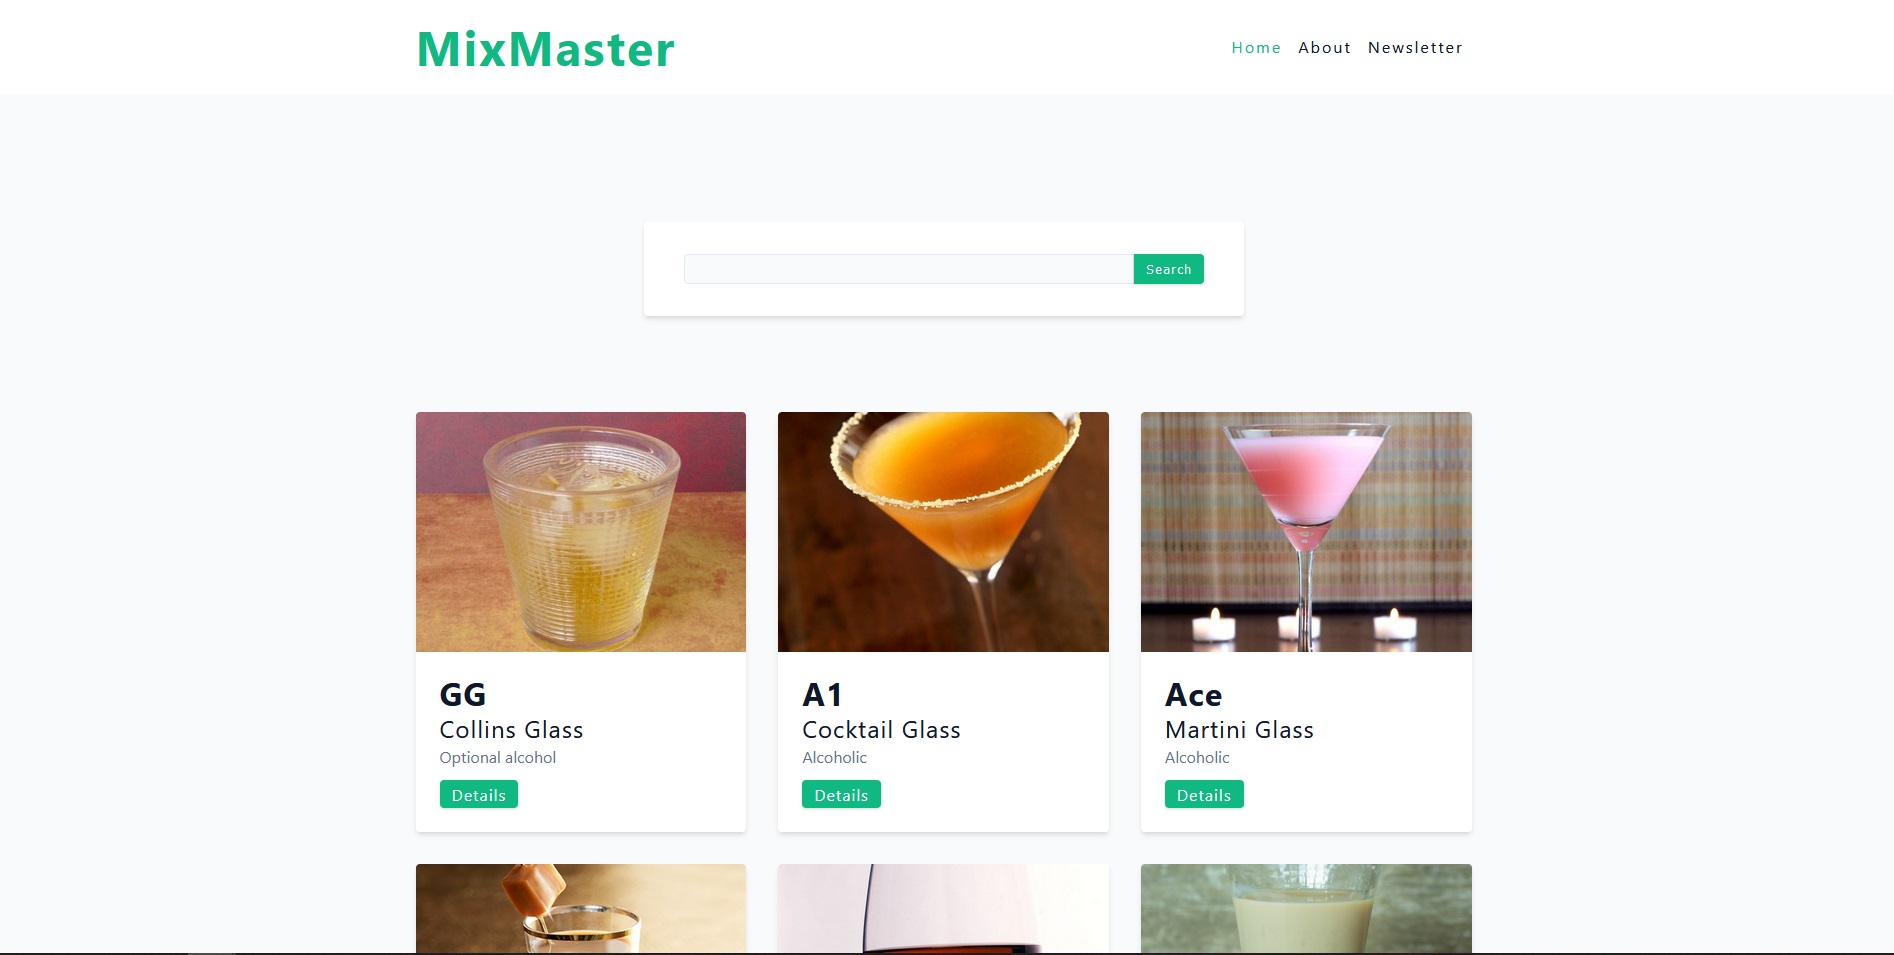 MixMaster
Home About Newsletter
Search
GG
Collins Glass
Optional alcohol
Details
A1
Cocktail Glass
Alcoholic
Details
Ace
Martini Glass
Alcoholic
Details